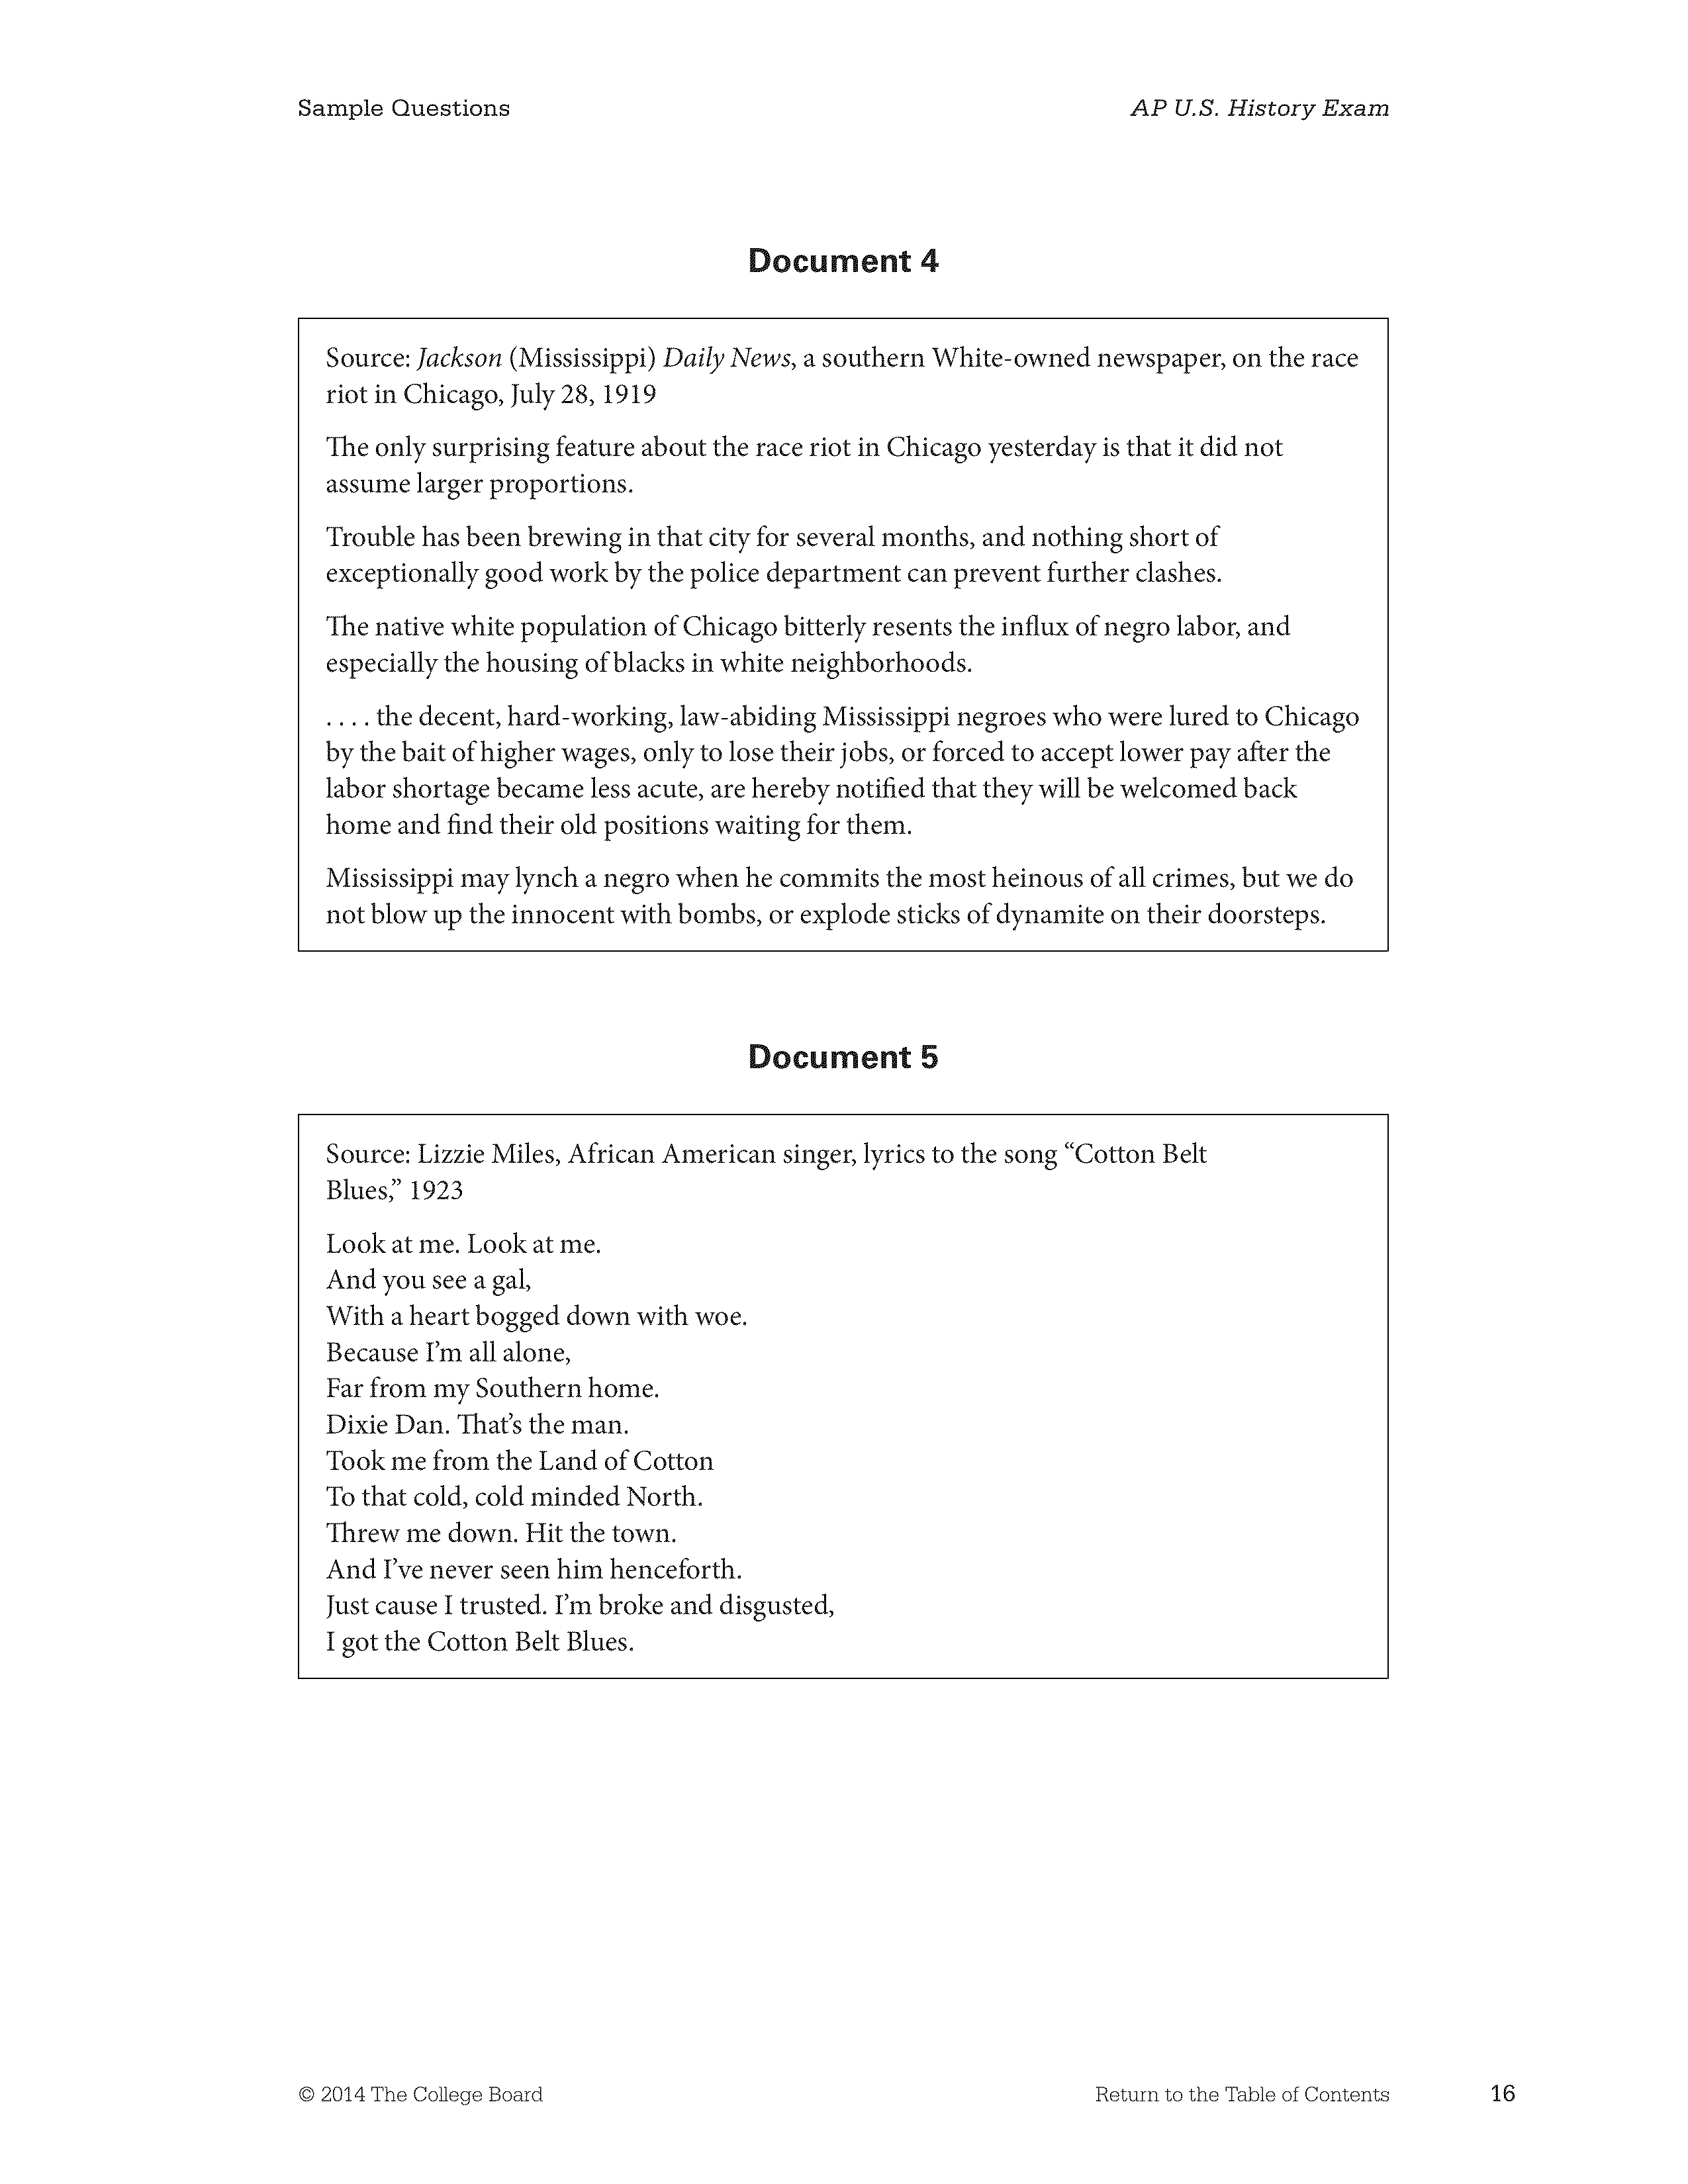 Sample Questions
AP U.S. History Exam
Document 4
Source: Jackson (Mississippi) Daily News, a southern White-owned newspaper, on the race
riot in Chicago, July 28, 1919
The only surprising feature about the race riot in Chicago yesterday is that it did not
assume larger proportions.
Trouble has been brewing in that city for several months, and nothing short of
exceptionally good work by the police department can prevent further clashes.
The native white population of Chicago bitterly resents the influx of negro labor, and
especially the housing of blacks in white neighborhoods.
. . . . the decent, hard-working, law-abiding Mississippi negroes who were lured to Chicago
by the bait of higher wages, only to lose their jobs, or forced to accept lower pay after the
labor shortage became less acute, are hereby notified that they will be welcomed back
home and find their old positions waiting for them.
Mississippi may lynch a negro when he commits the most heinous of all crimes, but we do
not blow up the innocent with bombs, or explode sticks of dynamite on their doorsteps.
Document 5
Source: Lizzie Miles, African American singer, lyrics to the song “Cotton Belt
Blues,” 1923
Look at me. Look at me.
And you see a gal,
With a heart bogged down with woe.
Because I’m all alone,
Far from my Southern home.
Dixie Dan. That’s the man.
Took me from the Land of Cotton
To that cold, cold minded North.
Threw me down. Hit the town.
And I’ve never seen him henceforth.
Just cause I trusted. I’m broke and disgusted,
I got the Cotton Belt Blues.
© 2014 The College Board
Return to the Table of Contents
16